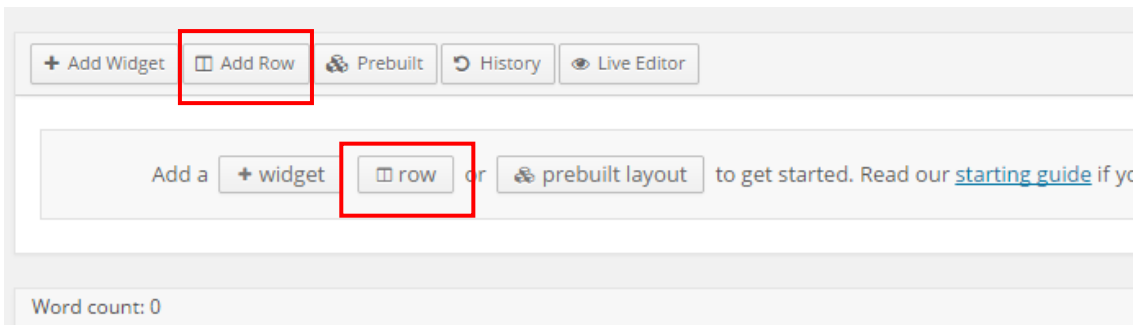 Add Widget Add Row Prebuilt History Live Editor
Add a + widget row or prebuilt layout to get started. Read our starting guide if
Word count: 0